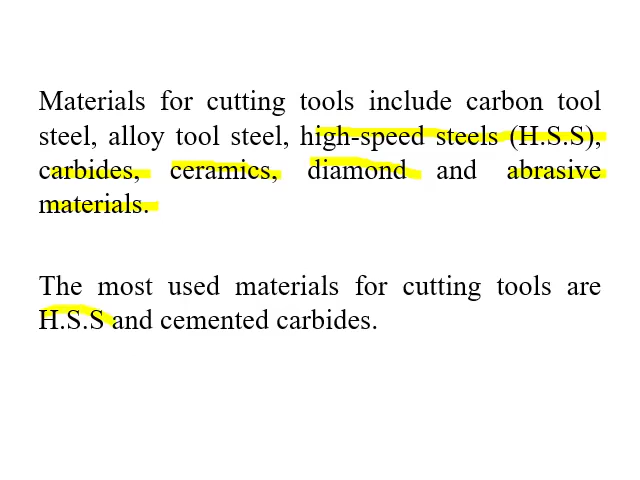 Materials for cutting tools include carbon tool
steel, alloy tool steel, high-speed steels (H.S.S),
carbides, ceramics, diamond and abrasive
materials.
The most used materials for cutting tools are
H.S.S and cemented carbides.